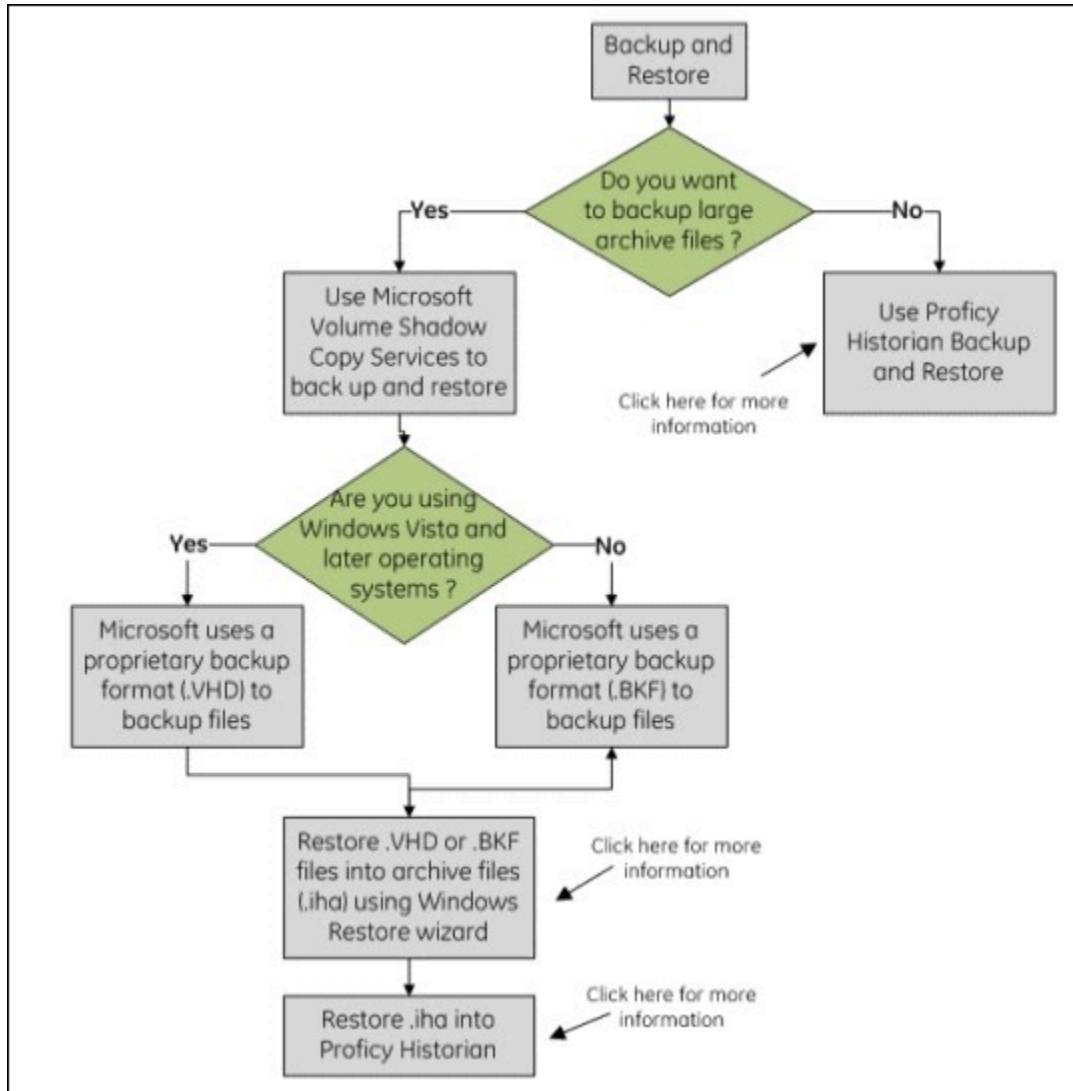 Backup and
Restore
Do you want
to backup large
archive files ?
Yes
No
Use Microsoft
Volume Shadow
Copy Services to
back up and restore
Use Proficy
Historian Backup
and Restore
Click here for more
information
Are you using
Windows Vista and
later operating
systems ?
Yes
No
Microsoft uses a
proprietary backup
format (.VHD) to
backup files
Microsoft uses a
proprietary backup
format (.BKF) to
backup files
Restore .VHD or .BKF
files into archive files
(.iha) using Windows
Restore wizard
Click here for more
information
Restore .iha into
Proficy Historian
Click here for more
information